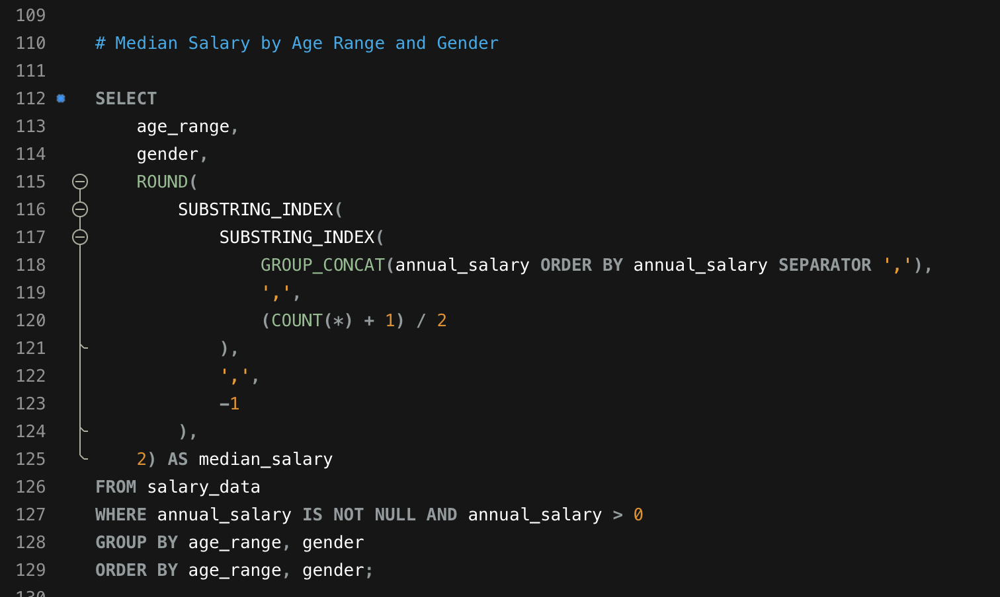 109
110 # Median Salary by Age Range and Gender
111
112 SELECT
113 age_range,
114 gender,
115 ROUND(
116 SUBSTRING_INDEX(
117 SUBSTRING_INDEX(
118 GROUP_CONCAT(annual_salary ORDER BY annual_salary SEPARATOR ','),
119 ',',
120 (COUNT(*) + 1) / 2
121 ),
122 ',',
123 -1
124 ),
125 2) AS median_salary
126 FROM salary_data
127 WHERE annual_salary IS NOT NULL AND annual_salary > 0
128 GROUP BY age_range, gender
129 ORDER BY age_range, gender;
130